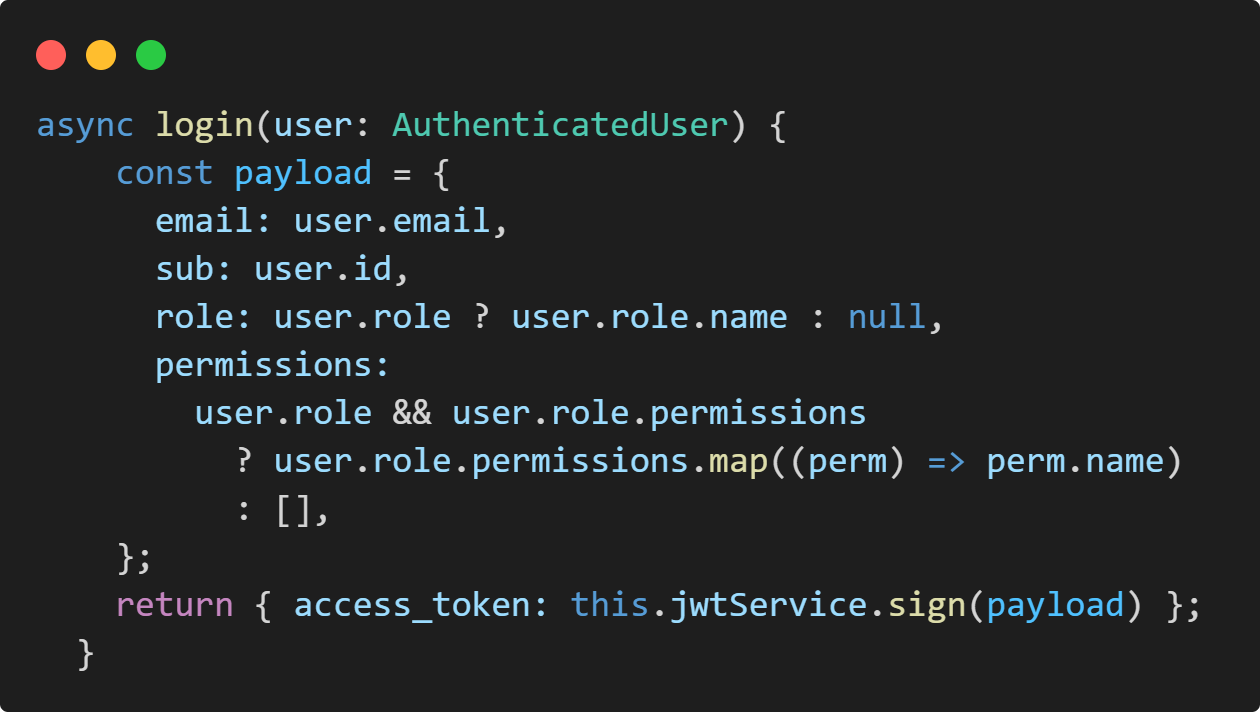 async login(user: AuthenticatedUser) {
    const payload = {
      email: user.email,
      sub: user.id,
      role: user.role ? user.role.name : null,
      permissions:
        user.role && user.role.permissions
          ? user.role.permissions.map((perm) => perm.name)
          : [],
    };
    return { access_token: this.jwtService.sign(payload) };
  }